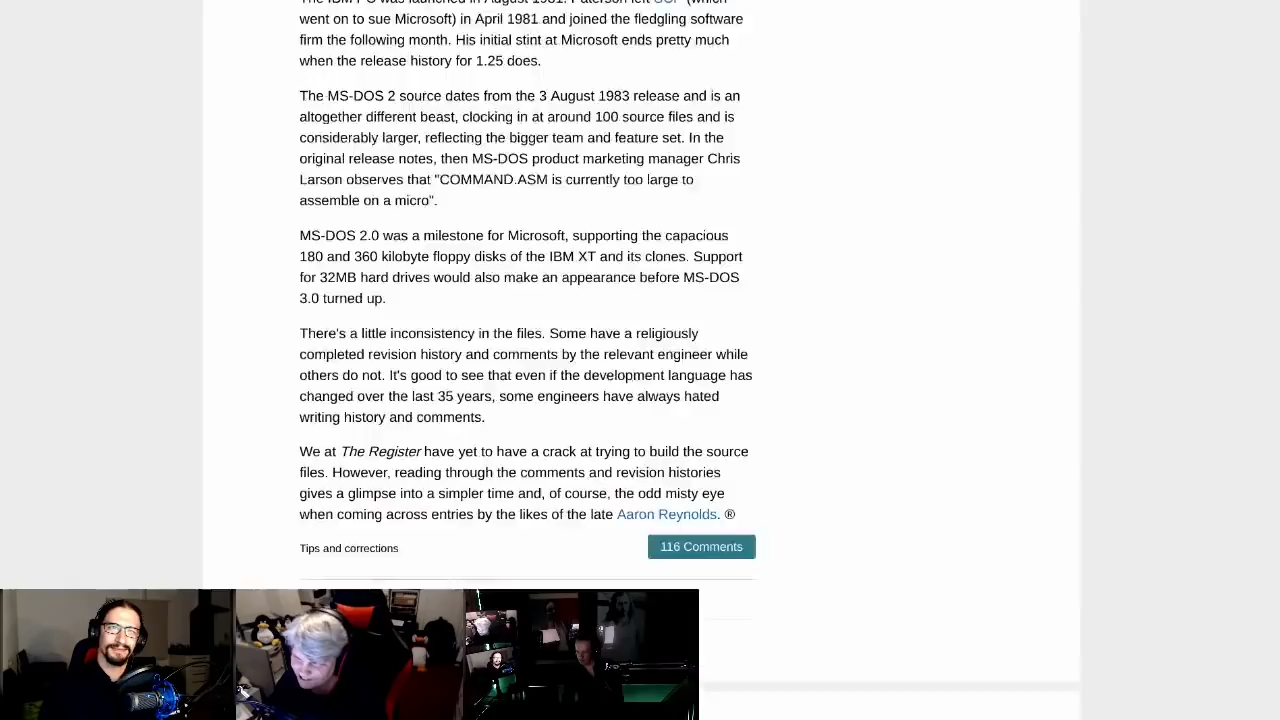 The IBM PC was launched in August 1981. Paterson left SCP (which
went on to sue Microsoft) in April 1981 and joined the fledgling software
firm the following month. His initial stint at Microsoft ends pretty much
when the release history for 1.25 does.
The MS-DOS 2 source dates from the 3 August 1983 release and is an
altogether different beast, clocking in at around 100 source files and is
considerably larger, reflecting the bigger team and feature set. In the
original release notes, then MS-DOS product marketing manager Chris
Larson observes that "COMMAND.ASM is currently too large to
assemble on a micro".
MS-DOS 2.0 was a milestone for Microsoft, supporting the capacious
180 and 360 kilobyte floppy disks of the IBM XT and its clones. Support
for 32MB hard drives would also make an appearance before MS-DOS
3.0 turned up.
There's a little inconsistency in the files. Some have a religiously
completed revision history and comments by the relevant engineer while
others do not. It's good to see that even if the development language has
changed over the last 35 years, some engineers have always hated
writing history and comments.
We at The Register have yet to have a crack at trying to build the source
files. However, reading through the comments and revision histories
gives a glimpse into a simpler time and, of course, the odd misty eye
when coming across entries by the likes of the late Aaron Reynolds. ®
Tips and corrections
116 Comments